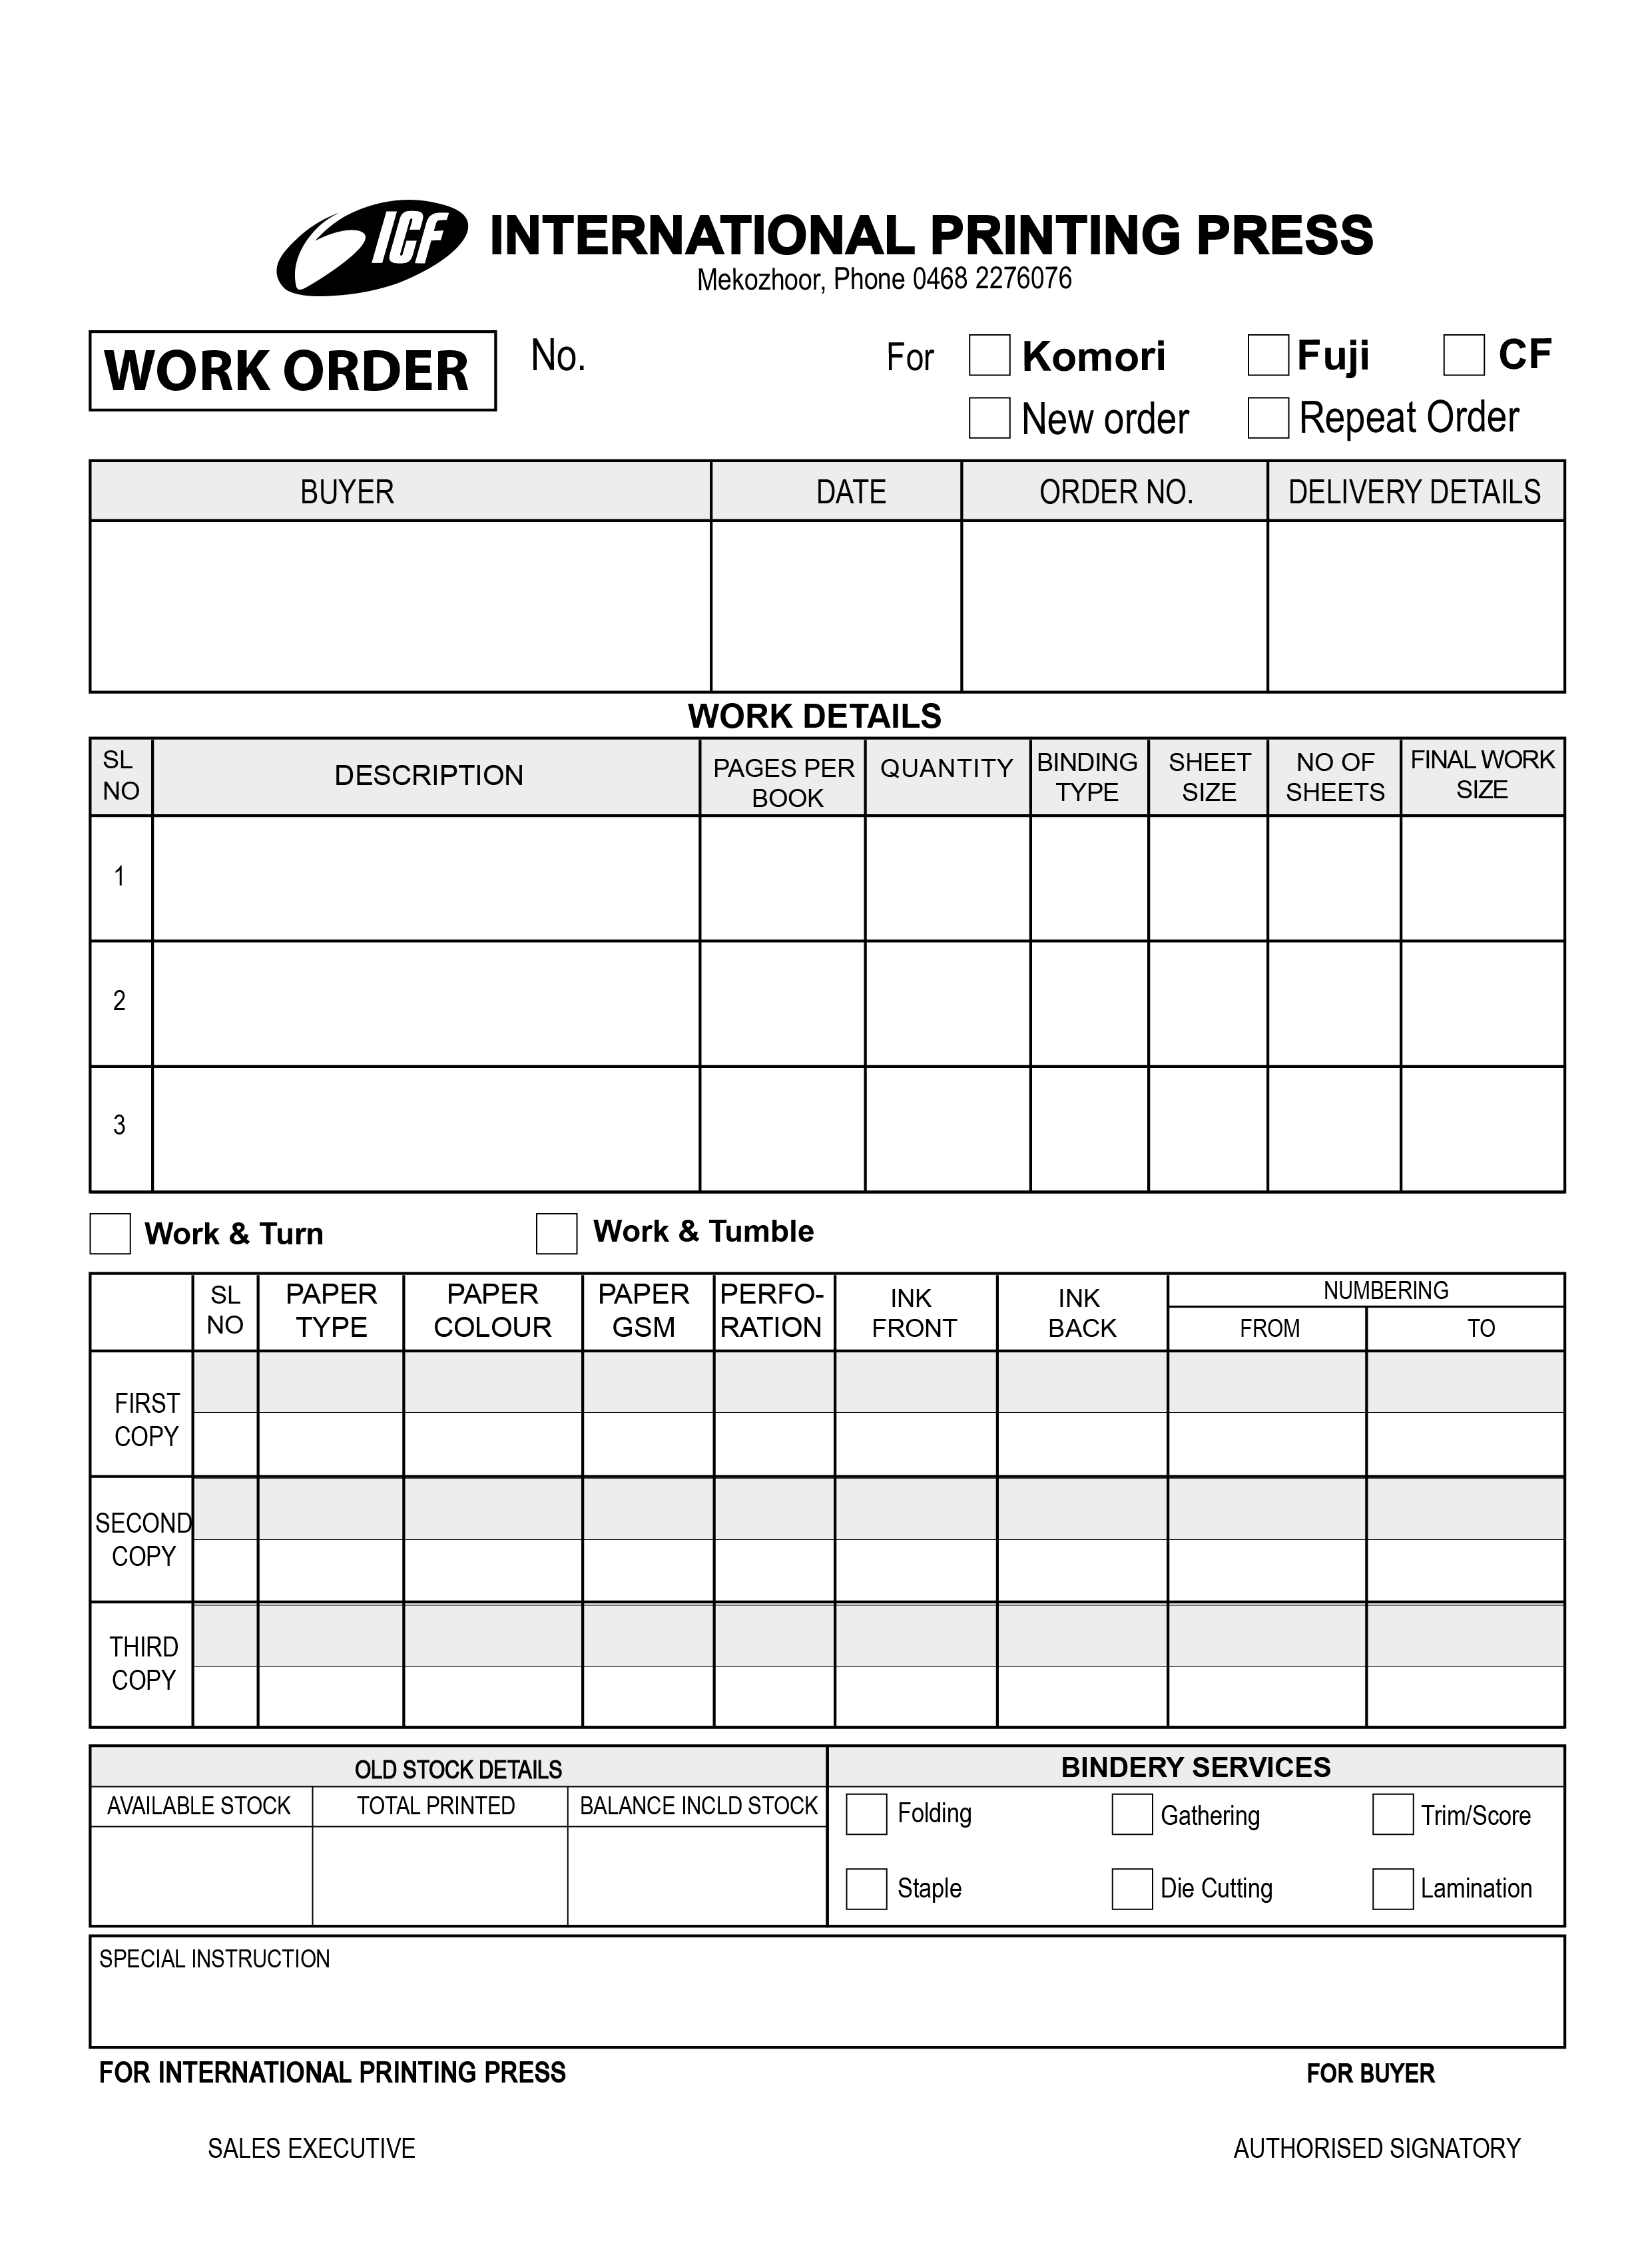 ICF INTERNATIONAL PRINTING PRESS
Mekozhoor, Phone 0468 2276076
WORK ORDER No. For Komori Fuji CF
New order Repeat Order
BUYER DATE ORDER NO. DELIVERY DETAILS
WORK DETAILS
SL NO DESCRIPTION PAGES PER BOOK QUANTITY BINDING TYPE SHEET SIZE NO OF SHEETS FINAL WORK SIZE
1
2
3
Work & Turn Work & Tumble
SL NO PAPER TYPE PAPER COLOUR PAPER GSM PERFO-RATION INK FRONT INK BACK NUMBERING
FROM TO
FIRST
COPY
SECOND
COPY
THIRD
COPY
OLD STOCK DETAILS BINDERY SERVICES
AVAILABLE STOCK TOTAL PRINTED BALANCE INCLD STOCK
Folding Gathering Trim/Score
Staple Die Cutting Lamination
SPECIAL INSTRUCTION
FOR INTERNATIONAL PRINTING PRESS FOR BUYER
SALES EXECUTIVE AUTHORISED SIGNATORY